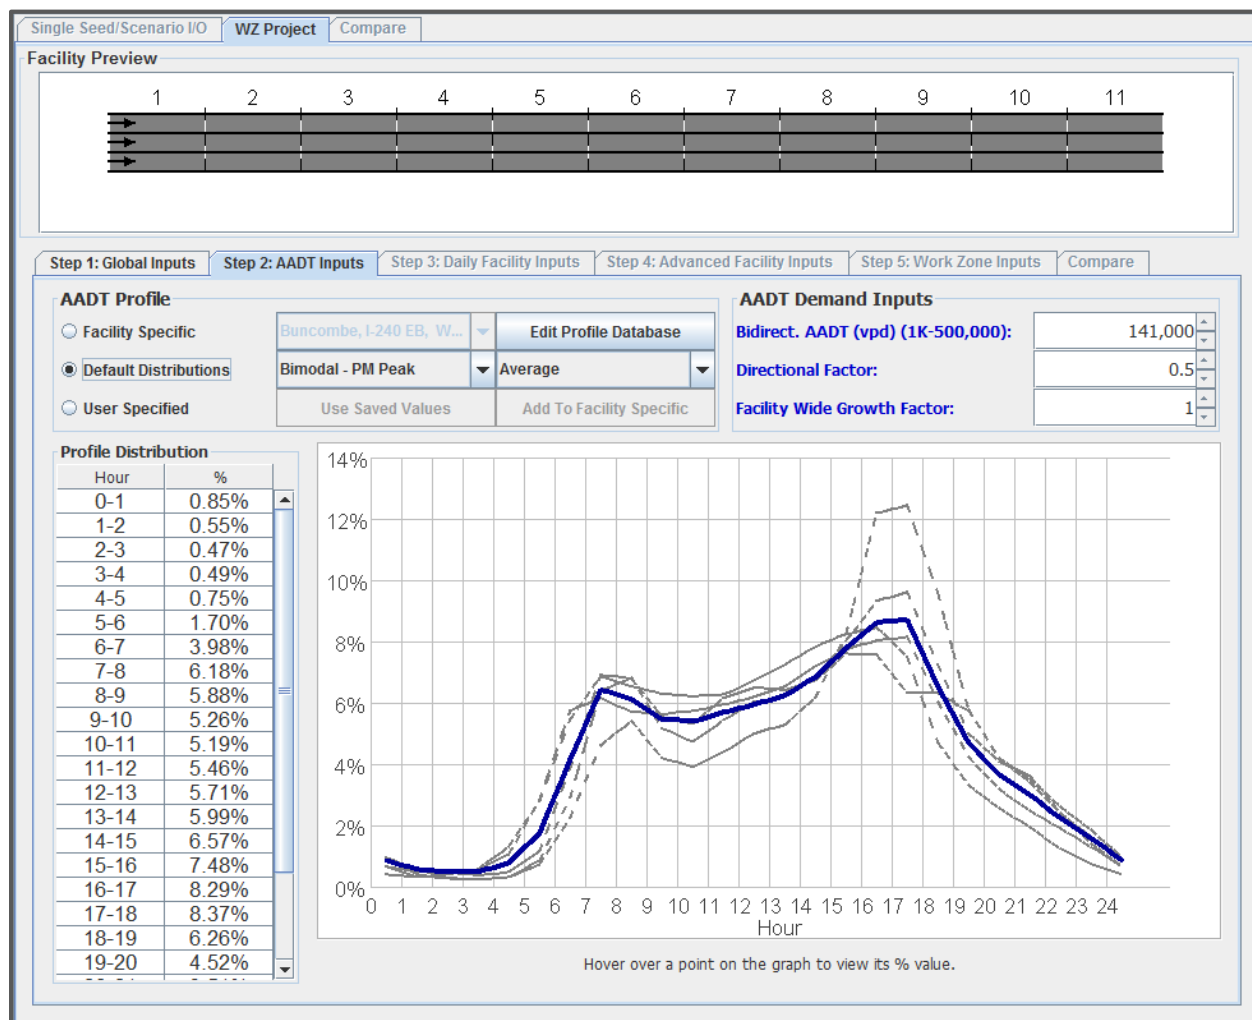 Single Seed/Scenario I/O WZ Project Compare
Facility Preview
1 2 3 4 5 6 7 8 9 10 11
Step 1: Global Inputs Step 2: AADT Inputs Step 3: Daily Facility Inputs Step 4: Advanced Facility Inputs Step 5: Work Zone Inputs Compare
AADT Profile
Facility Specific Buncombe, I-240 EB, W... Edit Profile Database
Default Distributions Bimodal - PM Peak Average
User Specified Use Saved Values Add To Facility Specific
AADT Demand Inputs
Bidirect. AADT (vpd) (1K-500,000): 141,000
Directional Factor: 0.5
Facility Wide Growth Factor: 1
Profile Distribution
Hour %
0-1 0.85%
1-2 0.55%
2-3 0.47%
3-4 0.49%
4-5 0.75%
5-6 1.70%
6-7 3.98%
7-8 6.18%
8-9 5.88%
9-10 5.26%
10-11 5.19%
11-12 5.46%
12-13 5.71%
13-14 5.99%
14-15 6.57%
15-16 7.48%
16-17 8.29%
17-18 8.37%
18-19 6.26%
19-20 4.52%
14%
12%
10%
8%
6%
4%
2%
0%
0 1 2 3 4 5 6 7 8 9 10 11 12 13 14 15 16 17 18 19 20 21 22 23 24
Hour
Hover over a point on the graph to view its % value.